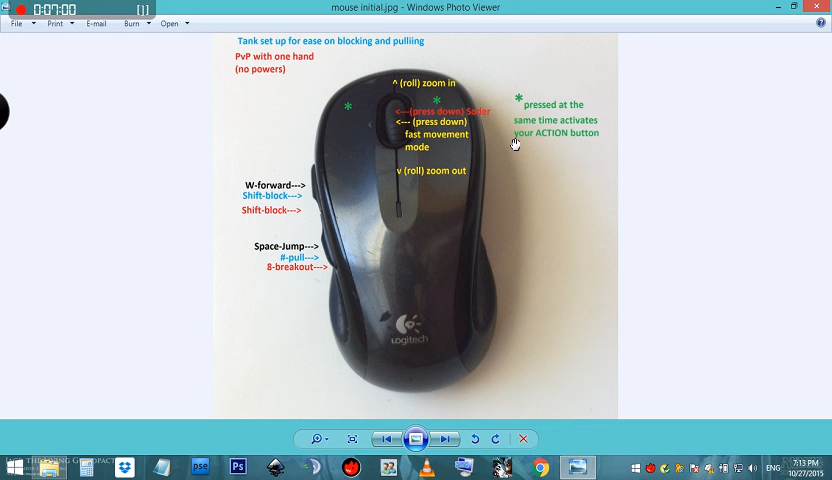 0:07:00
[ ]
mouse initial.jpg - Windows Photo Viewer
File Print E-mail Burn Open
Tank set up for ease on blocking and pulliing
PvP with one hand
(no powers)
^ (roll) zoom in
* *
<---(press down) Soder
<--- (press down)
fast movement
mode
v (roll) zoom out
*pressed at the
same time activates
your ACTION button
W-forward--->
Shift-block--->
Shift-block--->
Space-Jump--->
#-pull--->
8-breakout--->
Logitech
pse
Ps
ENG
7:13 PM
10/27/2015